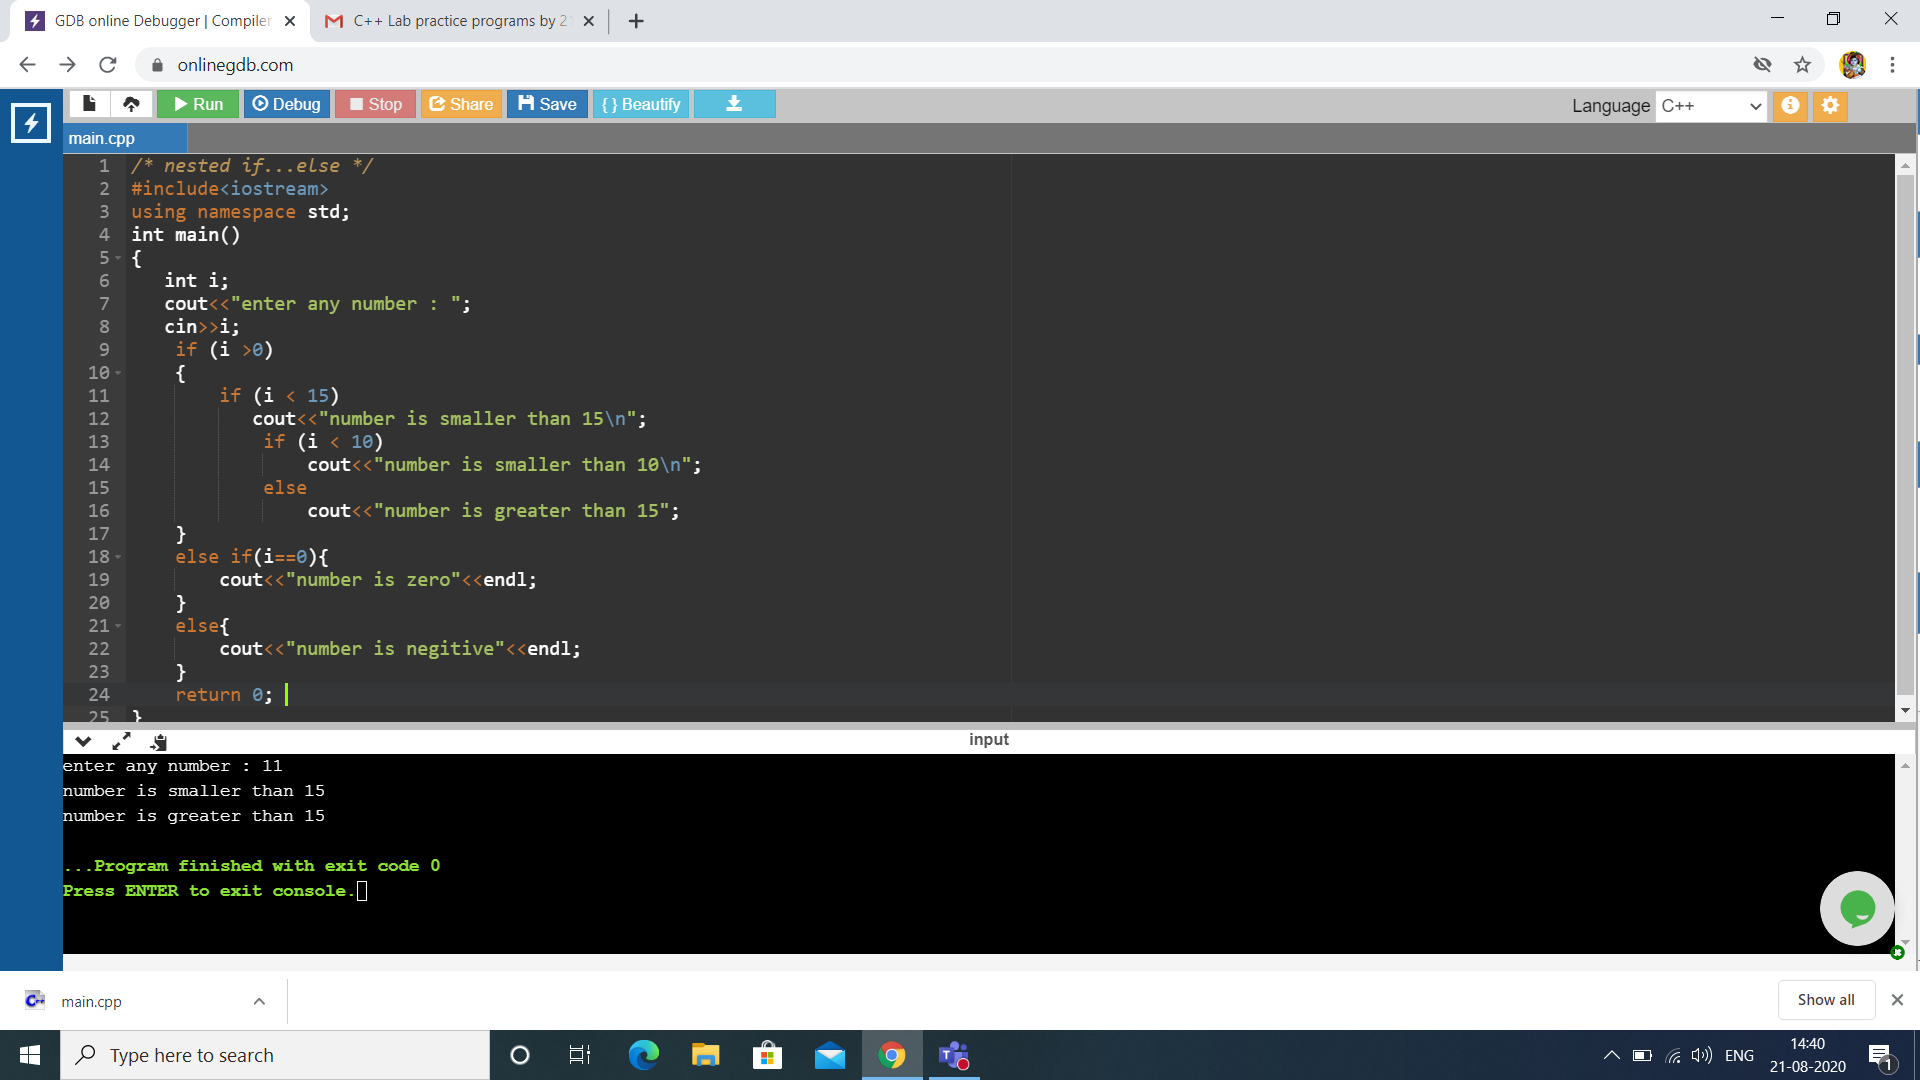 GDB online Debugger | Compiler
C++ Lab practice programs by 2
onlinegdb.com
Run Debug Stop Share Save { } Beautify
Language C++
main.cpp
1 /* nested if...else */
2 #include<iostream>
3 using namespace std;
4 int main()
5 {
6 int i;
7 cout<<"enter any number : ";
8 cin>>i;
9 if (i >0)
10 {
11 if (i < 15)
12 cout<<"number is smaller than 15\n";
13 if (i < 10)
14 cout<<"number is smaller than 10\n";
15 else
16 cout<<"number is greater than 15";
17 }
18 else if(i==0){
19 cout<<"number is zero"<<endl;
20 }
21 else{
22 cout<<"number is negitive"<<endl;
23 }
24 return 0;
25 }
input
enter any number : 11
number is smaller than 15
number is greater than 15
...Program finished with exit code 0
Press ENTER to exit console.
main.cpp
Show all
Type here to search
ENG
14:40
21-08-2020
1